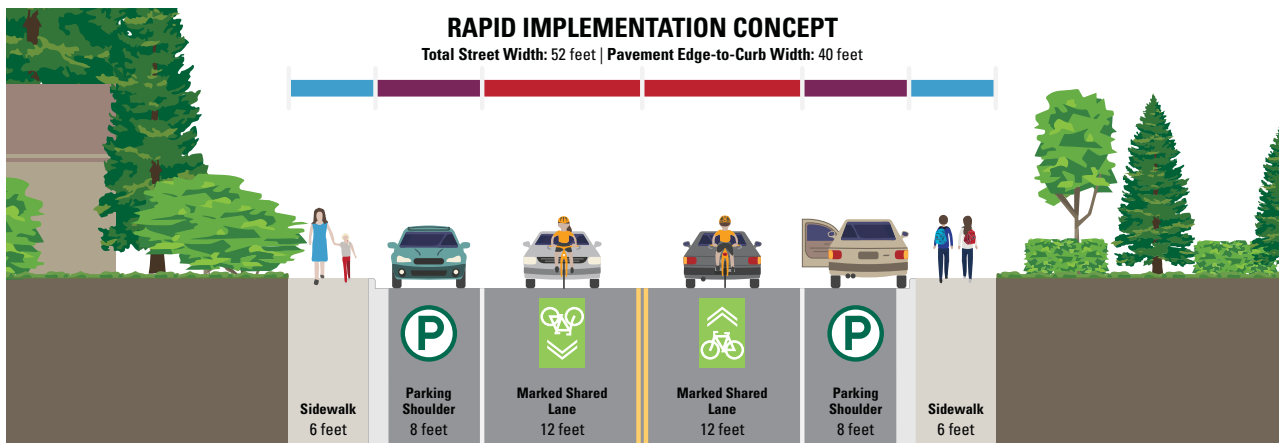 RAPID IMPLEMENTATION CONCEPT
Total Street Width: 52 feet | Pavement Edge-to-Curb Width: 40 feet
P
P
Sidewalk
6 feet
Parking
Shoulder
8 feet
Marked Shared
Lane
12 feet
Marked Shared
Lane
12 feet
Parking
Shoulder
8 feet
Sidewalk
6 feet